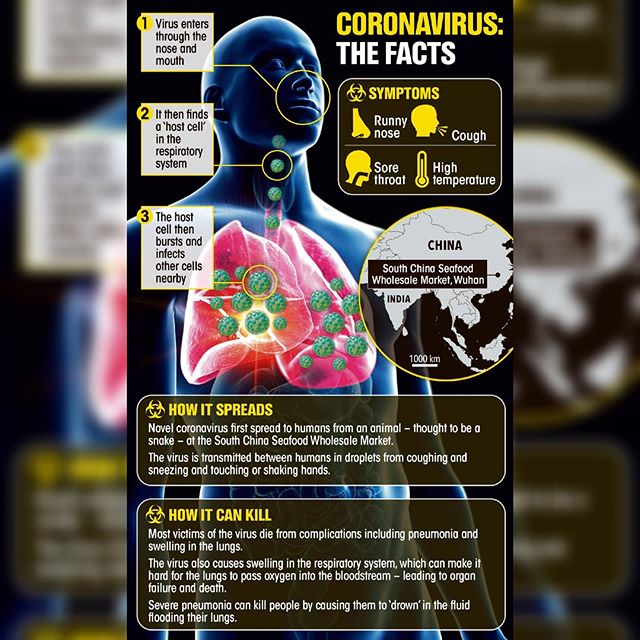 CORONAVIRUS:
THE FACTS
1 Virus enters
through the
nose and
mouth
2 It then finds
a 'host cell'
in the
respiratory
system
3 The host
cell then
bursts and
infects
other cells
nearby
SYMPTOMS
Runny
nose
Cough
Sore
throat
High
temperature
CHINA
South China Seafood
Wholesale Market, Wuhan
INDIA
1000 km
HOW IT SPREADS
Novel coronavirus first spread to humans from an animal – thought to be a
snake – at the South China Seafood Wholesale Market.
The virus is transmitted between humans in droplets from coughing and
sneezing and touching or shaking hands.
HOW IT CAN KILL
Most victims of the virus die from complications including pneumonia and
swelling in the lungs.
The virus also causes swelling in the respiratory system, which can make it
hard for the lungs to pass oxygen into the bloodstream – leading to organ
failure and death.
Severe pneumonia can kill people by causing them to 'drown' in the fluid
flooding their lungs.